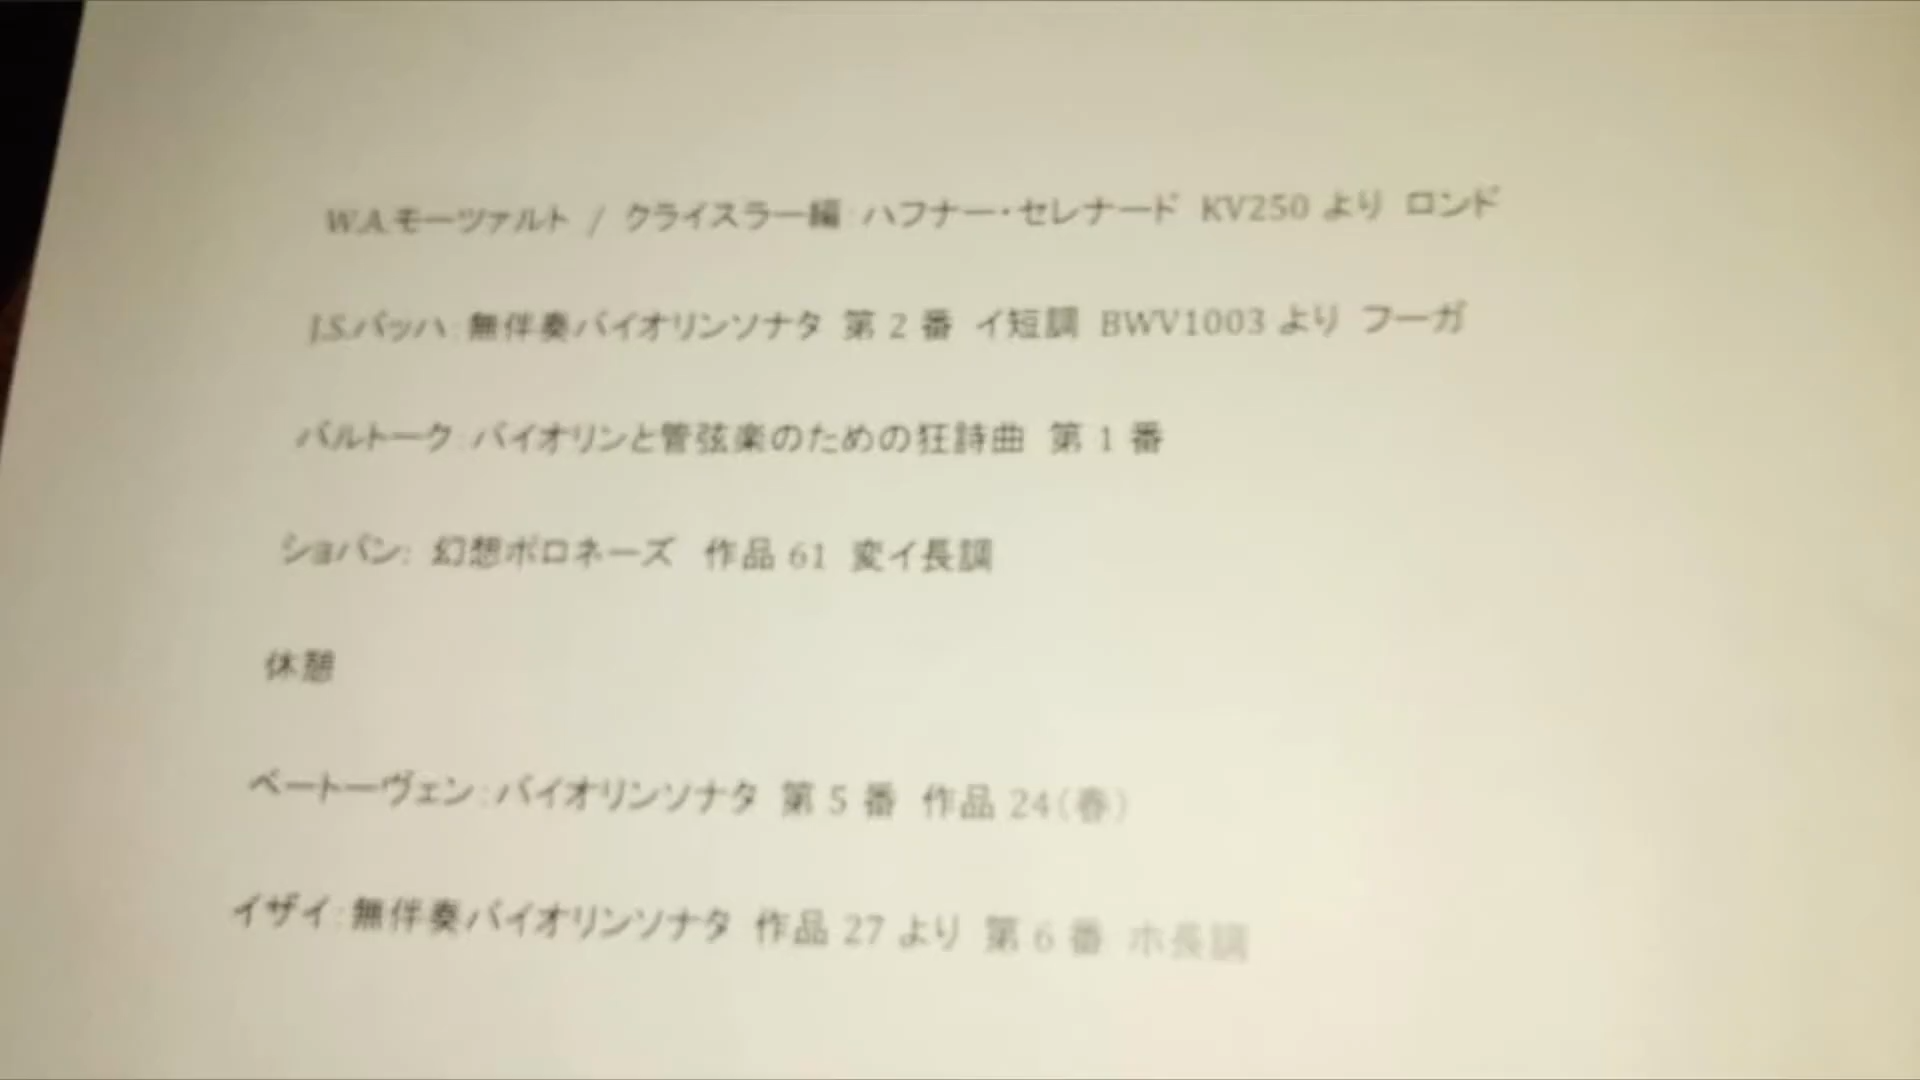 W.A.モーツァルト / クライスラー編:ハフナー・セレナード KV250 より ロンド
J.S.バッハ:無伴奏バイオリンソナタ 第 2 番 イ短調 BWV1003 より フーガ
バルトーク:バイオリンと管弦楽のための狂詩曲 第 1 番
ショパン: 幻想ポロネーズ 作品 61 変イ長調
休憩
ベートーヴェン:バイオリンソナタ 第 5 番 作品 24(春)
イザイ:無伴奏バイオリンソナタ 作品 27 より 第 6 番 ホ長調